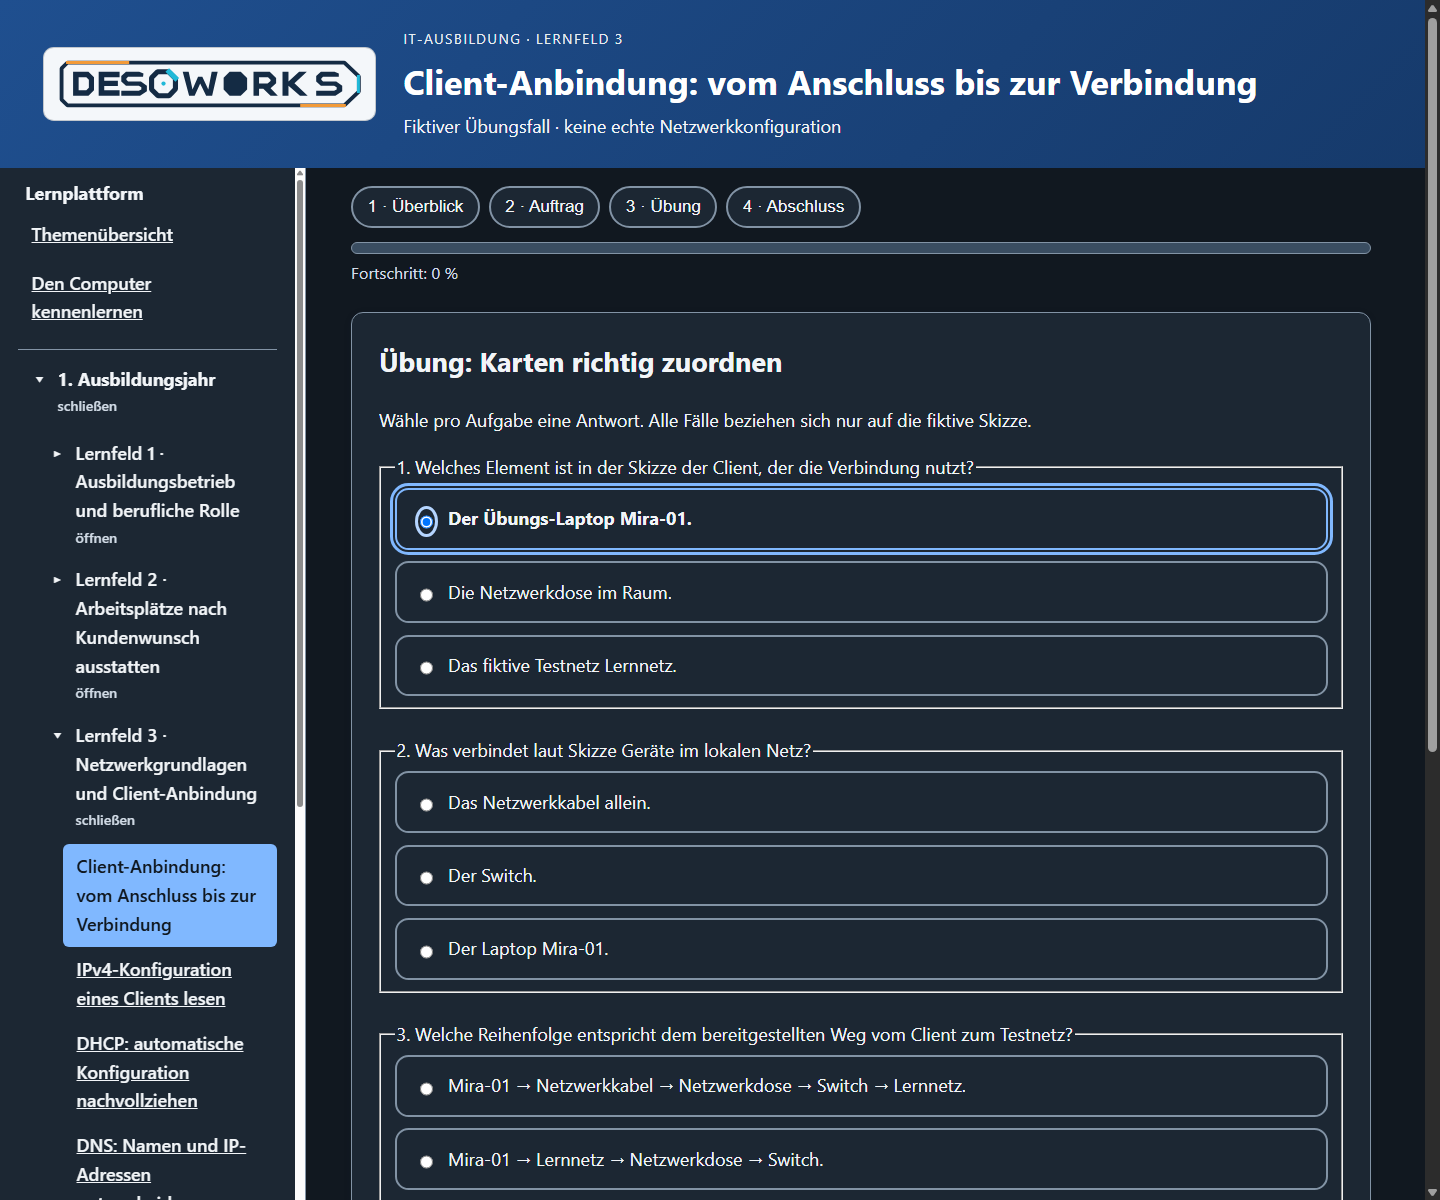 DESOWORKS
IT-AUSBILDUNG · LERNFELD 3
Client-Anbindung: vom Anschluss bis zur Verbindung
Fiktiver Übungsfall · keine echte Netzwerkkonfiguration
Lernplattform
Themenübersicht
Den Computer
kennenlernen
1. Ausbildungsjahr
schließen
Lernfeld 1 ·
Ausbildungsbetrieb
und berufliche Rolle
öffnen
Lernfeld 2 ·
Arbeitsplätze nach
Kundenwunsch
ausstatten
öffnen
Lernfeld 3 ·
Netzwerkgrundlagen
und Client-Anbindung
schließen
Client-Anbindung:
vom Anschluss bis zur
Verbindung
IPv4-Konfiguration
eines Clients lesen
DHCP: automatische
Konfiguration
nachvollziehen
DNS: Namen und IP-
Adressen
1 · Überblick
2 · Auftrag
3 · Übung
4 · Abschluss
Fortschritt: 0 %
Übung: Karten richtig zuordnen
Wähle pro Aufgabe eine Antwort. Alle Fälle beziehen sich nur auf die fiktive Skizze.
1. Welches Element ist in der Skizze der Client, der die Verbindung nutzt?
Der Übungs-Laptop Mira-01.
Die Netzwerkdose im Raum.
Das fiktive Testnetz Lernnetz.
2. Was verbindet laut Skizze Geräte im lokalen Netz?
Das Netzwerkkabel allein.
Der Switch.
Der Laptop Mira-01.
3. Welche Reihenfolge entspricht dem bereitgestellten Weg vom Client zum Testnetz?
Mira-01 → Netzwerkkabel → Netzwerkdose → Switch → Lernnetz.
Mira-01 → Lernnetz → Netzwerkdose → Switch.